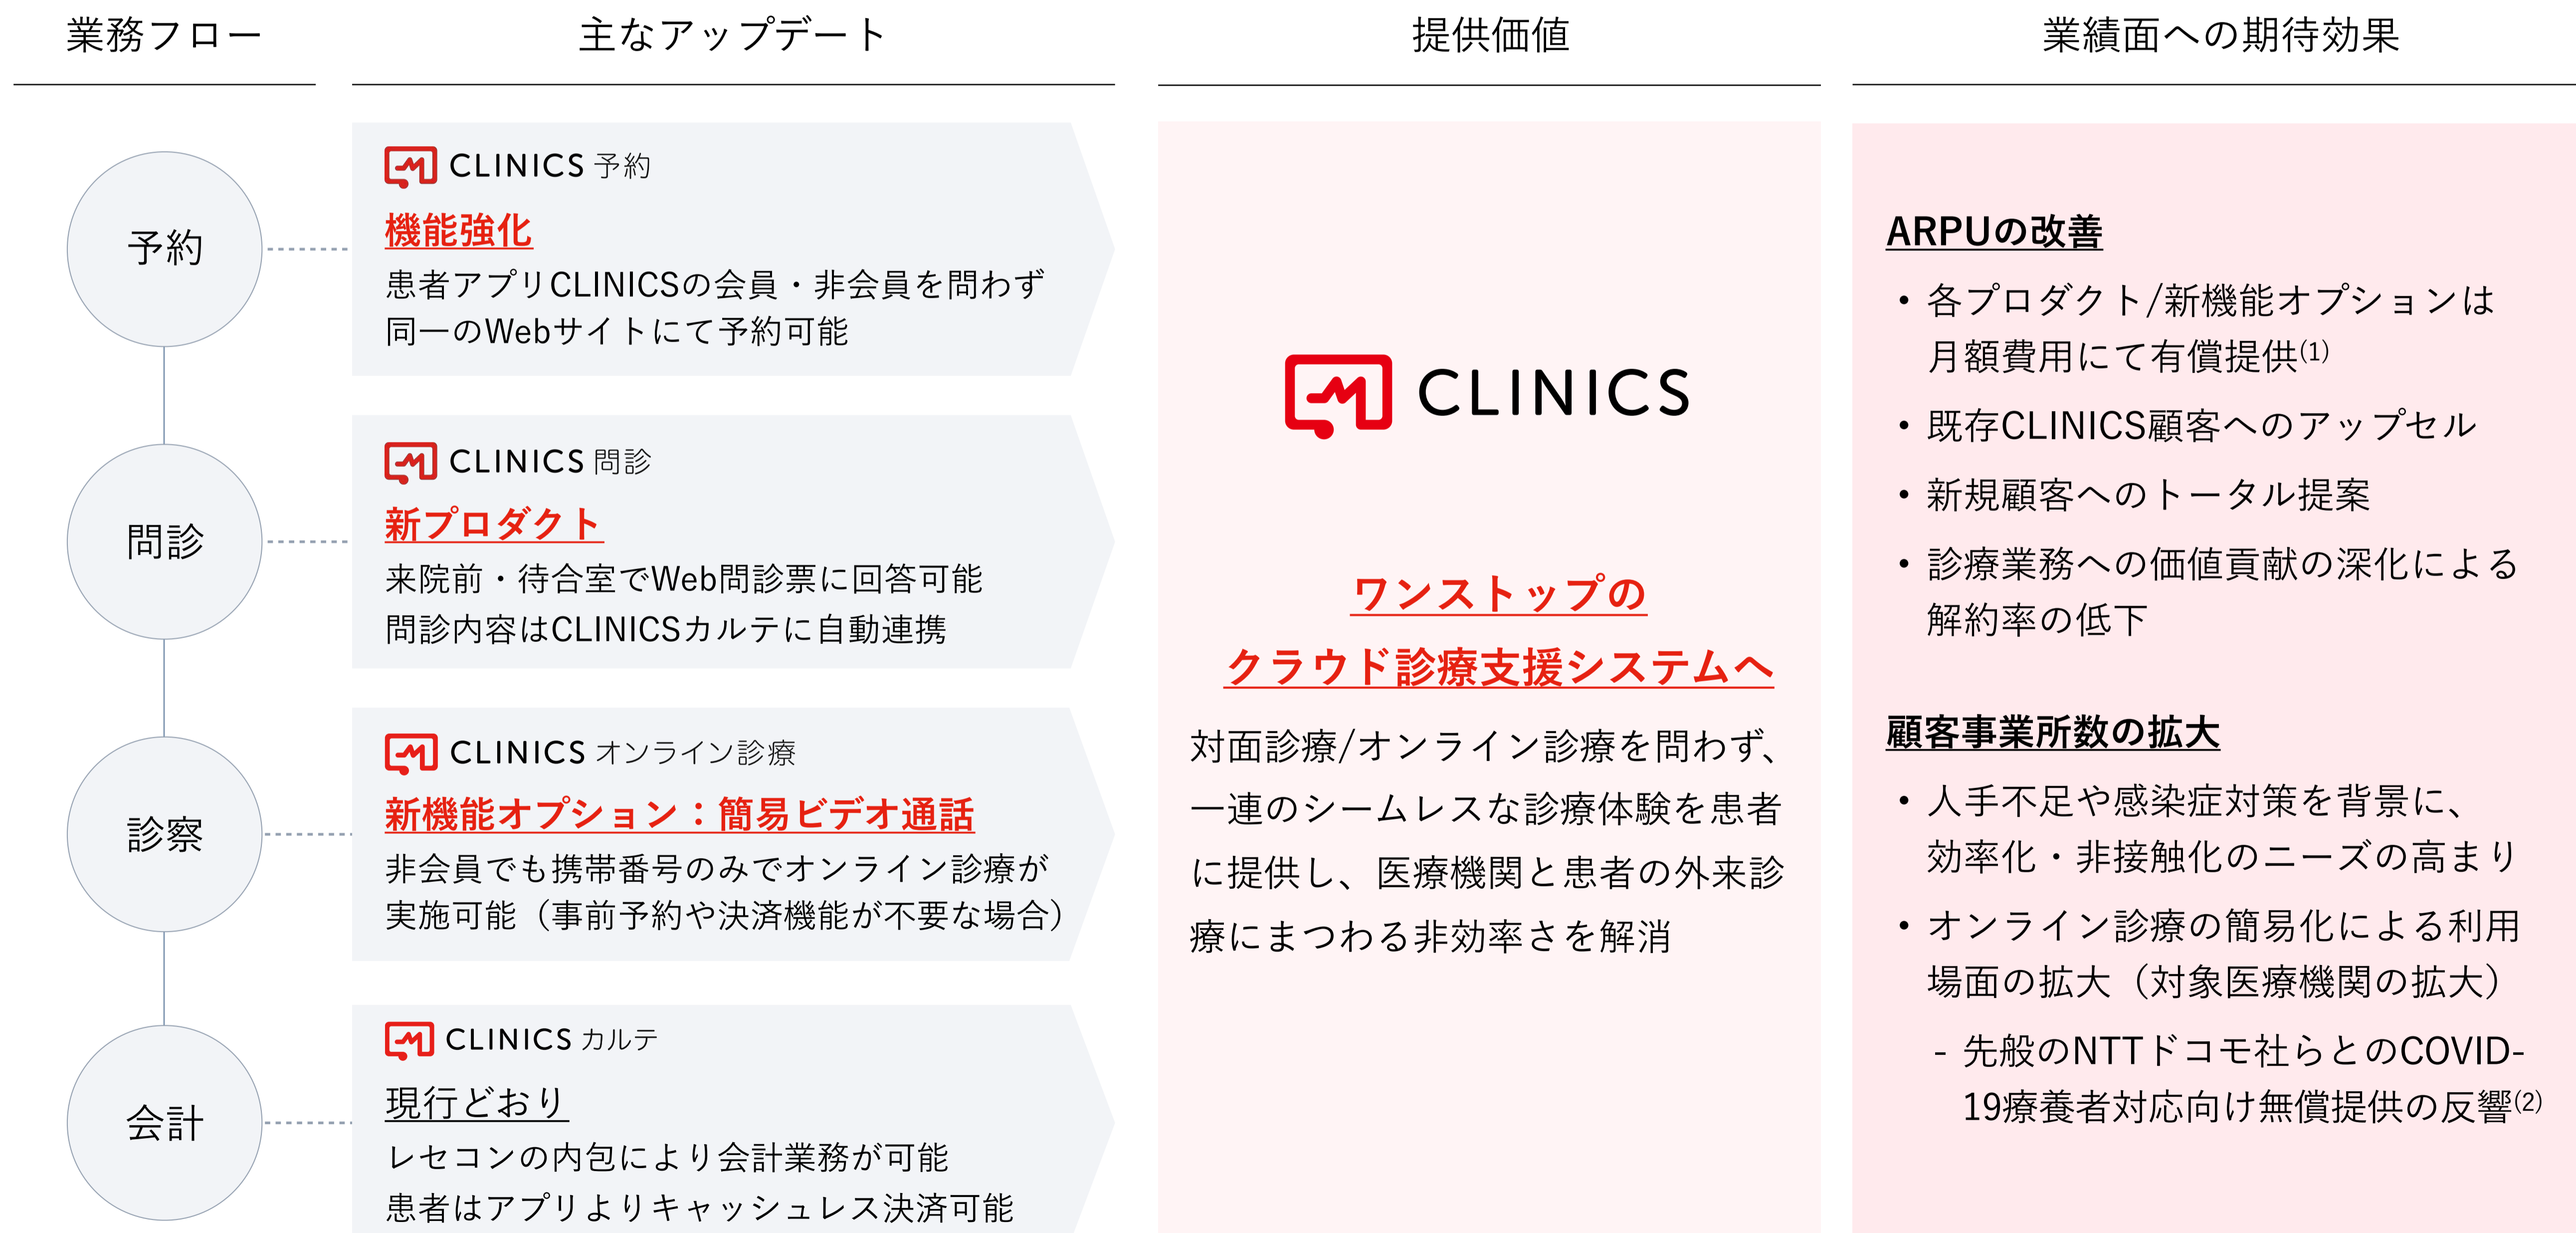 業務フロー
主なアップデート
提供価値
業績面への期待効果
予約
CLINICS 予約
機能強化
患者アプリCLINICSの会員・非会員を問わず
同一のWebサイトにて予約可能
問診
CLINICS 問診
新プロダクト
来院前・待合室でWeb問診票に回答可能
問診内容はCLINICSカルテに自動連携
診察
CLINICS オンライン診療
新機能オプション：簡易ビデオ通話
非会員でも携帯番号のみでオンライン診療が
実施可能（事前予約や決済機能が不要な場合）
会計
CLINICS カルテ
現行どおり
レセコンの内包により会計業務が可能
患者はアプリよりキャッシュレス決済可能
CLINICS
ワンストップの
クラウド診療支援システムへ
対面診療/オンライン診療を問わず、
一連のシームレスな診療体験を患者
に提供し、医療機関と患者の外来診
療にまつわる非効率さを解消
ARPUの改善
・各プロダクト/新機能オプションは
月額費用にて有償提供(1)
・既存CLINICS顧客へのアップセル
・新規顧客へのトータル提案
・診療業務への価値貢献の深化による
解約率の低下
顧客事業所数の拡大
・人手不足や感染症対策を背景に、
効率化・非接触化のニーズの高まり
・オンライン診療の簡易化による利用
場面の拡大（対象医療機関の拡大）
- 先般のNTTドコモ社らとのCOVID-
19療養者対応向け無償提供の反響(2)